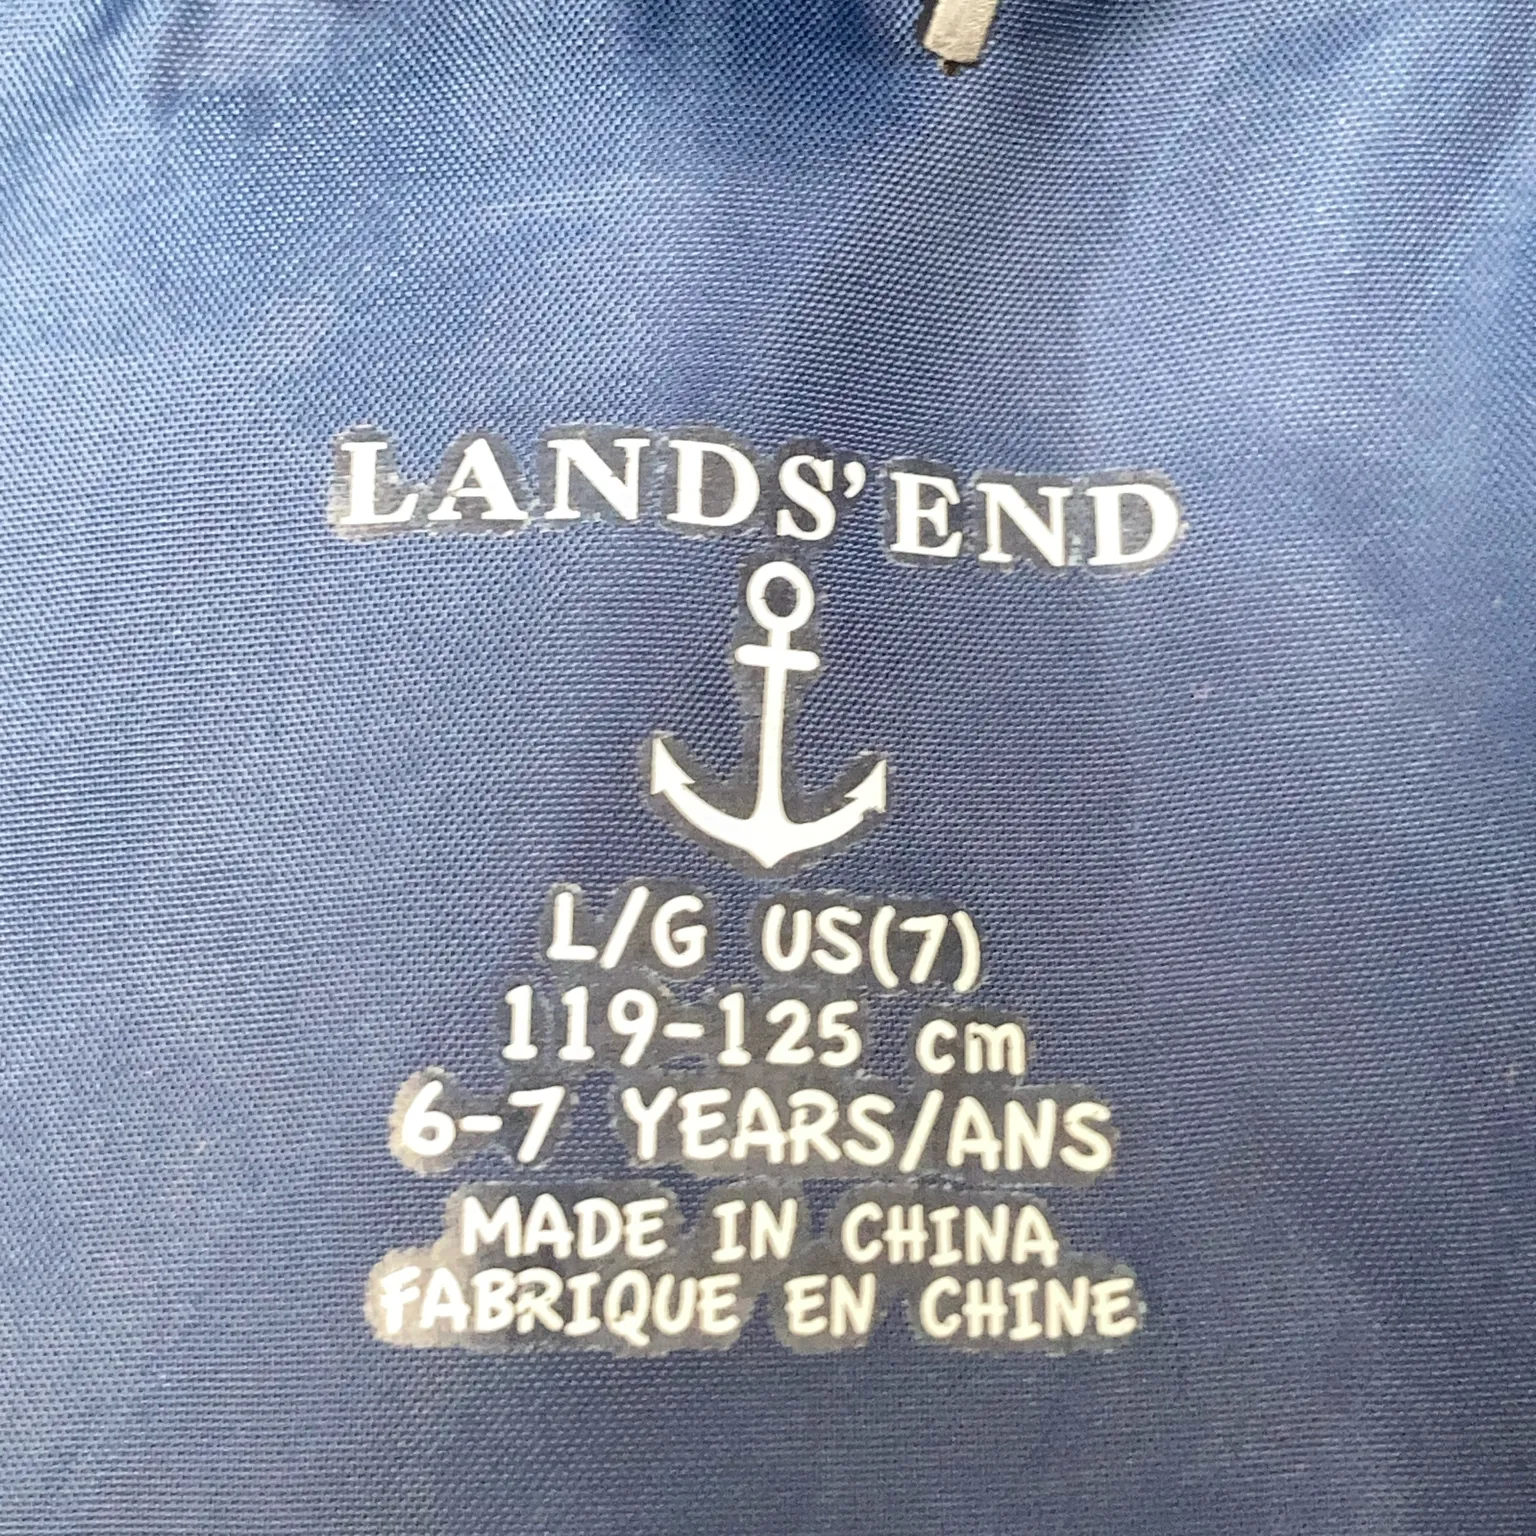 LANDS’ END
L/G US(7)
119-125 cm
6-7 YEARS/ANS
MADE IN CHINA
FABRIQUE EN CHINE